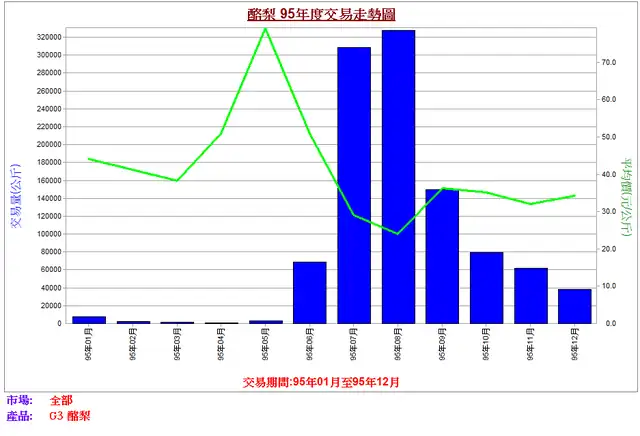 酪梨 95年度交易走勢圖
320000
300000
280000
260000
240000
220000
200000
180000
160000
140000
120000
100000
80000
60000
40000
20000
0
交易量(公斤)
70.0
60.0
50.0
40.0
30.0
20.0
10.0
0.0
平均價(元/公斤)
95年01月
95年02月
95年03月
95年04月
95年05月
95年06月
95年07月
95年08月
95年09月
95年10月
95年11月
95年12月
交易期間:95年01月至95年12月
市場: 全部
產品: G3 酪梨